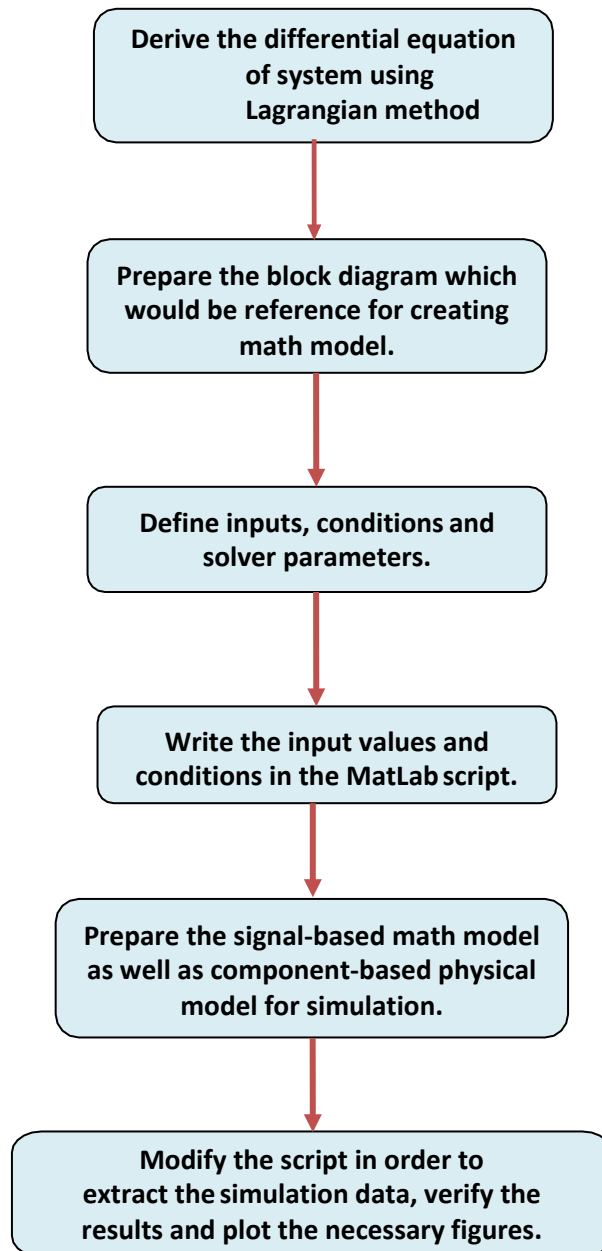 Derive the differential equation
of system using
Lagrangian method
Prepare the block diagram which
would be reference for creating
math model.
Define inputs, conditions and
solver parameters.
Write the input values and
conditions in the MatLab script.
Prepare the signal-based math model
as well as component-based physical
model for simulation.
Modify the script in order to
extract the simulation data, verify the
results and plot the necessary figures.